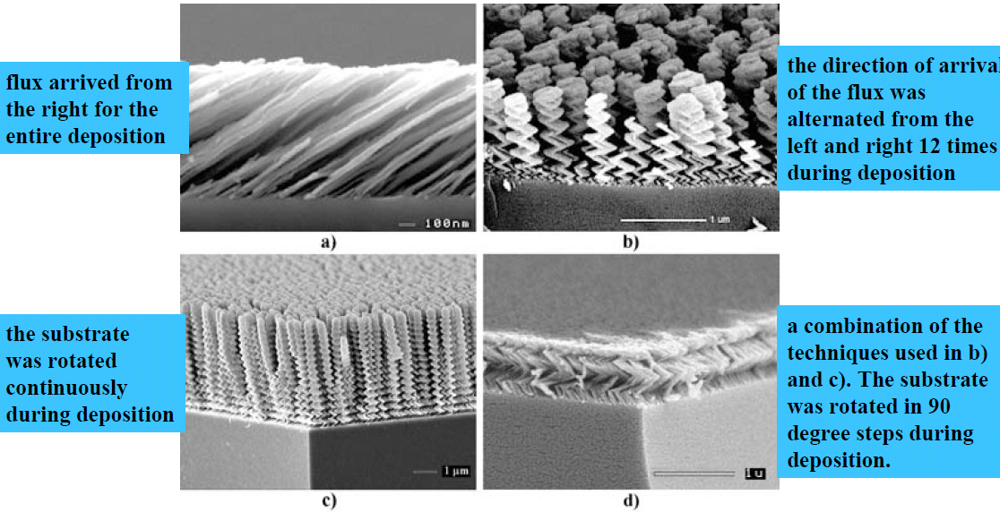 flux arrived from
the right for the
entire deposition
100nm
a)
the direction of arrival
of the flux was
alternated from the
left and right 12 times
during deposition
1 µm
b)
the substrate
was rotated
continuously
during deposition
1 µm
c)
a combination of the
techniques used in b)
and c). The substrate
was rotated in 90
degree steps during
deposition.
1u
d)